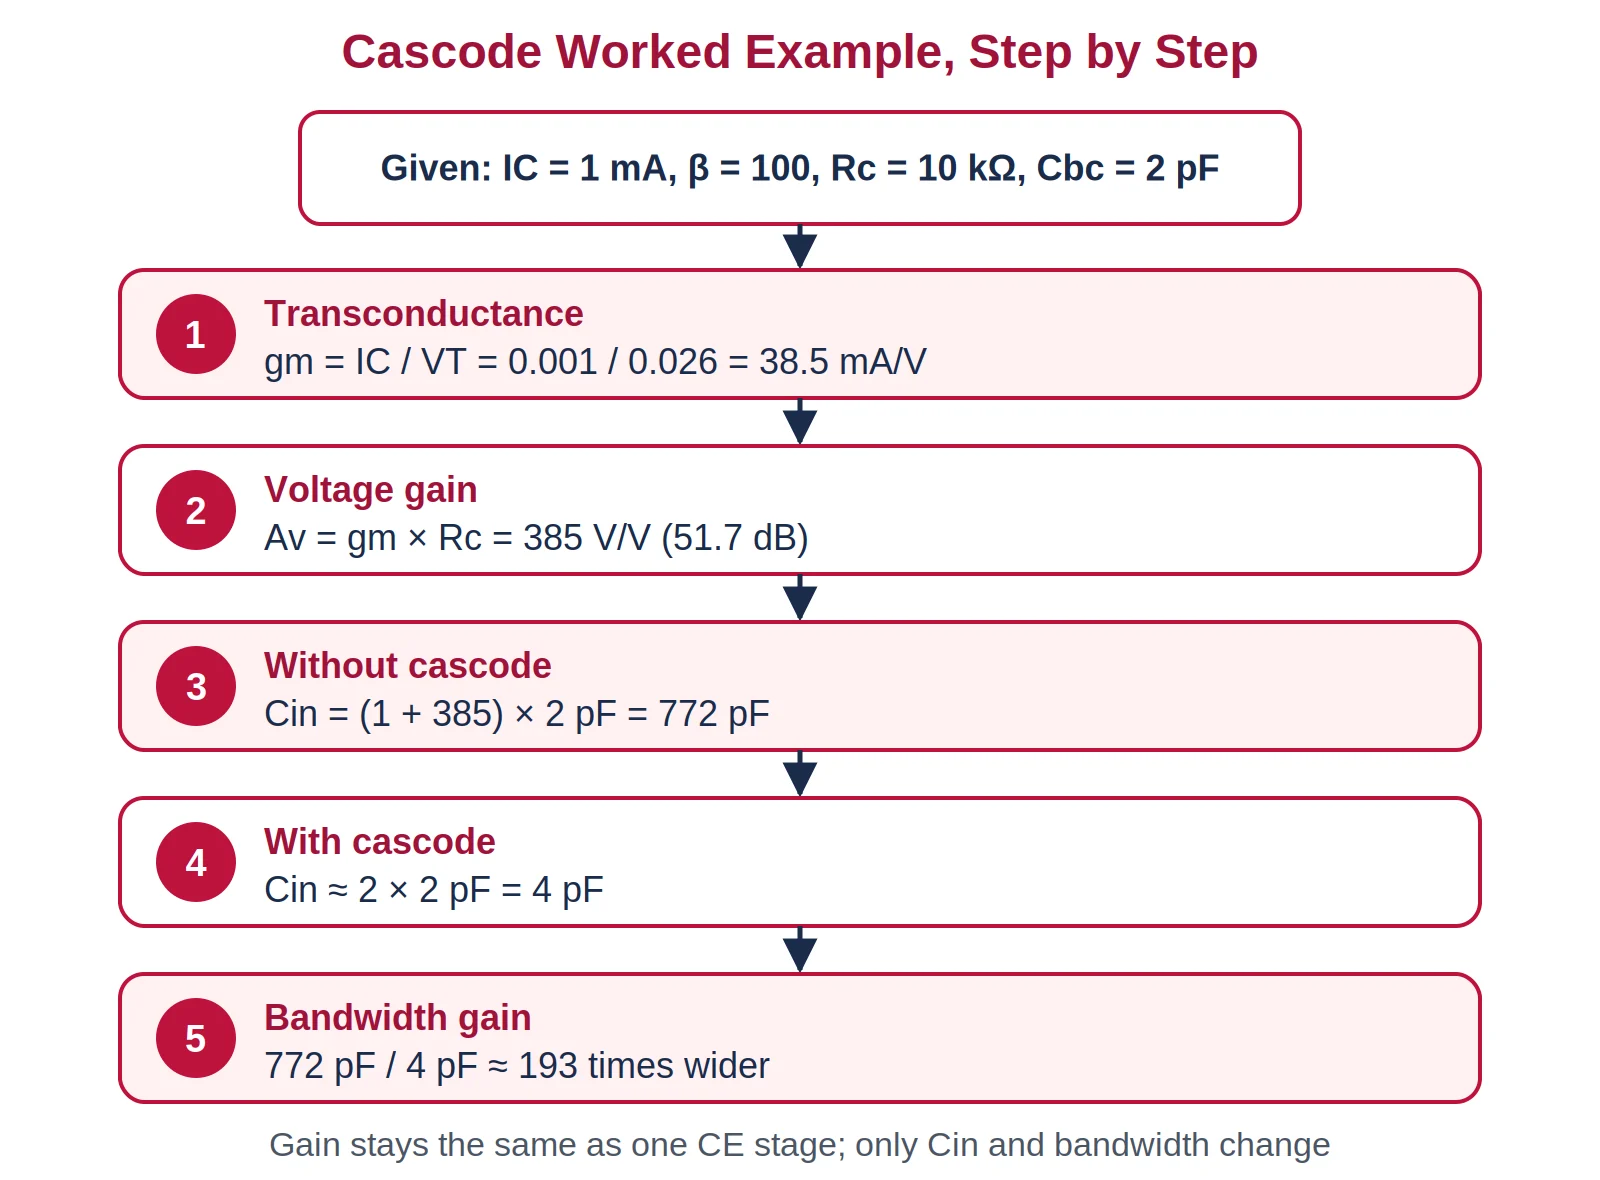 Cascode Worked Example, Step by Step
Given: IC = 1 mA, β = 100, Rc = 10 kΩ, Cbc = 2 pF
1
Transconductance
gm = IC / VT = 0.001 / 0.026 = 38.5 mA/V
2
Voltage gain
Av = gm × Rc = 385 V/V (51.7 dB)
3
Without cascode
Cin = (1 + 385) × 2 pF = 772 pF
4
With cascode
Cin ≈ 2 × 2 pF = 4 pF
5
Bandwidth gain
772 pF / 4 pF ≈ 193 times wider
Gain stays the same as one CE stage; only Cin and bandwidth change